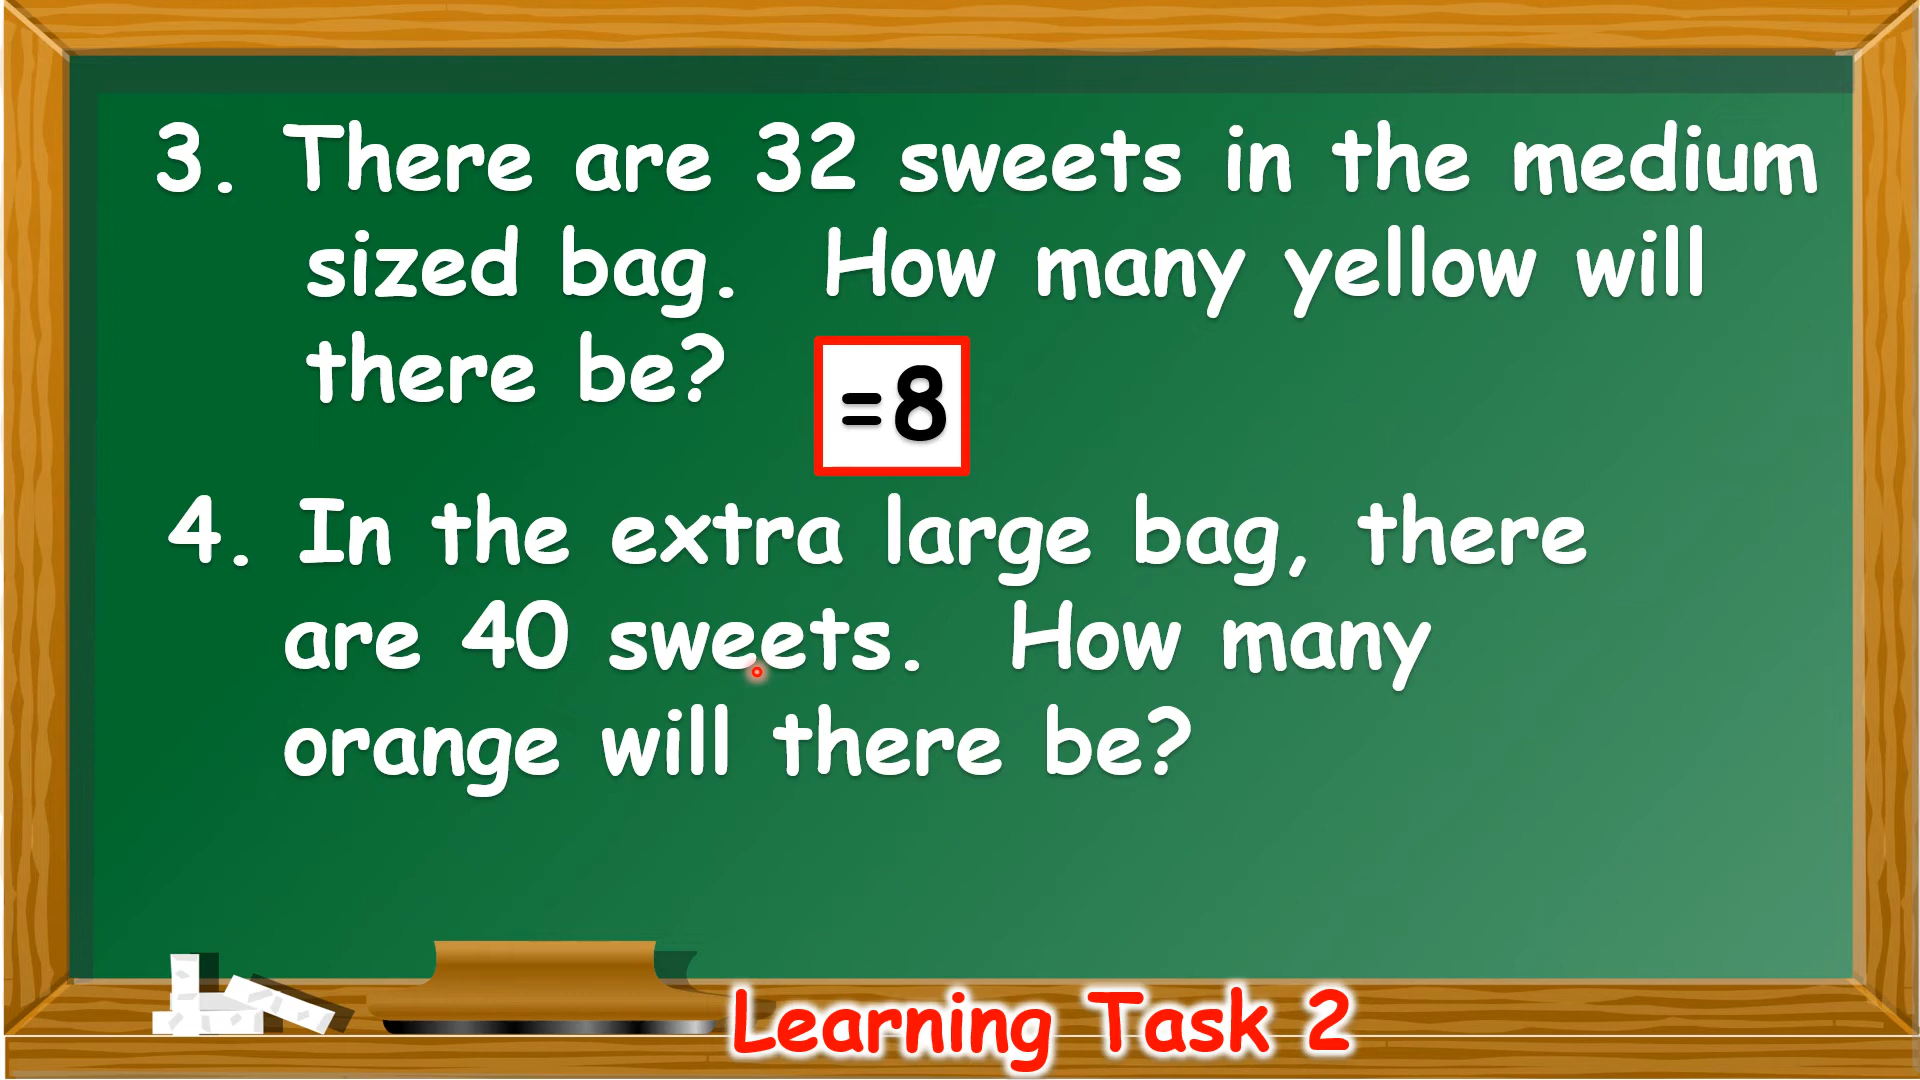 3. There are 32 sweets in the medium
sized bag. How many yellow will
there be?
=8
4. In the extra large bag, there
are 40 sweets. How many
orange will there be?
Learning Task 2